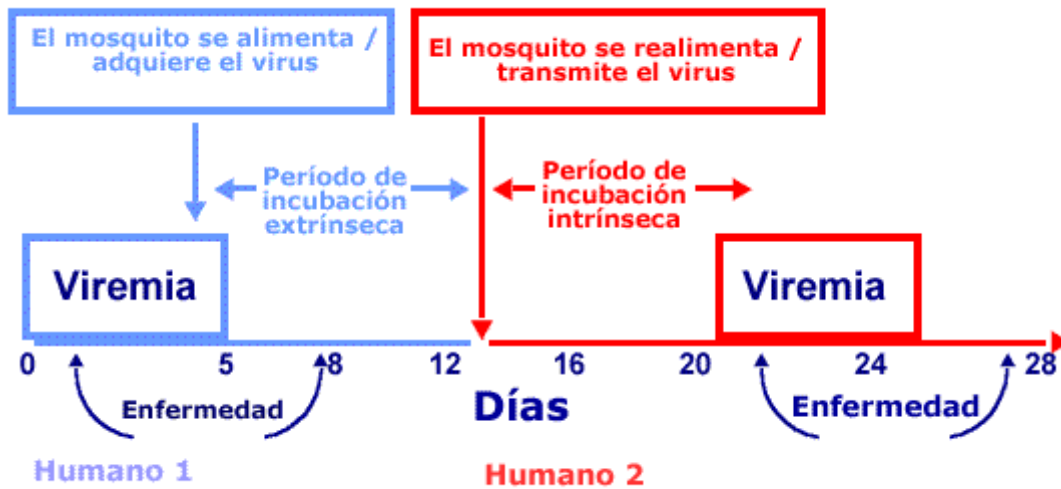 El mosquito se alimenta /
adquiere el virus
El mosquito se realimenta /
transmite el virus
Período de
incubación
extrínseca
Período de
incubación
intrínseca
Viremia
Viremia
0 5 8 12 16 20 24 28
Enfermedad
Días
Enfermedad
Humano 1
Humano 2